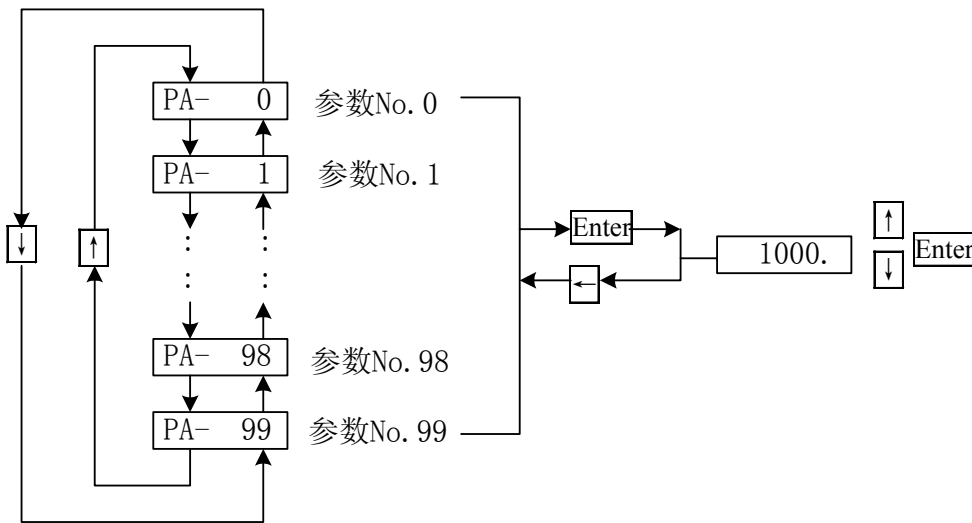 PA- 0 参数No.0
PA- 1 参数No.1
↓ ↑ Enter 1000. ↑ Enter
← ↓
PA- 98 参数No.98
PA- 99 参数No.99